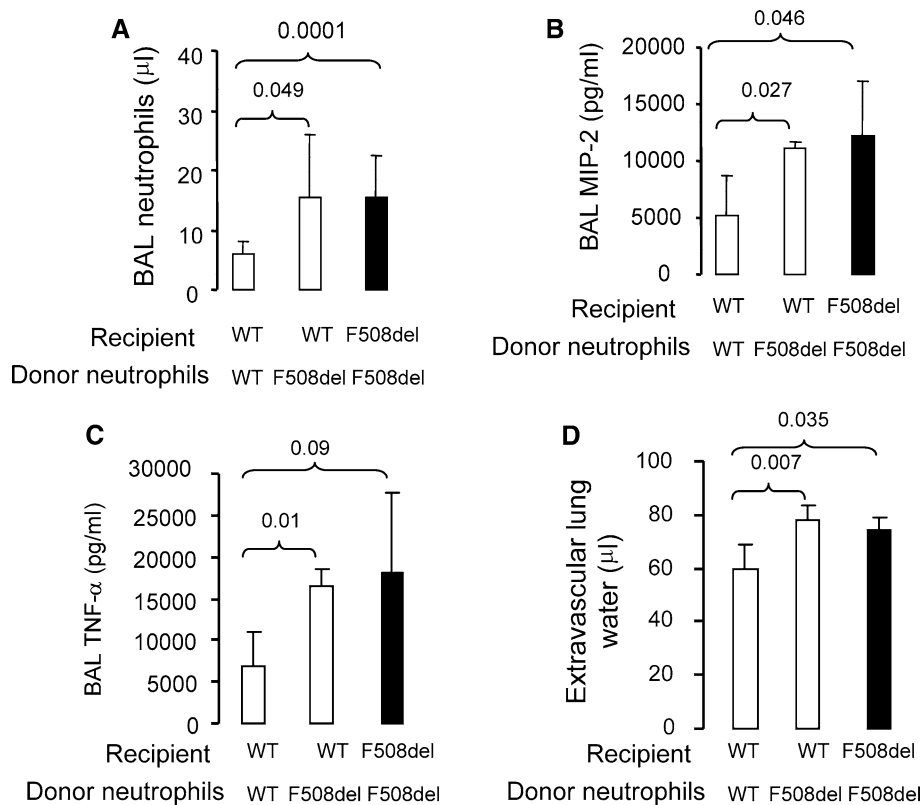 A
BAL neutrophils (µl)
0.0001
0.049
40
30
20
10
0
Recipient WT WT F508del
Donor neutrophils WT F508del F508del
B
BAL MIP-2 (pg/ml)
0.046
0.027
20000
15000
10000
5000
0
Recipient WT WT F508del
Donor neutrophils WT F508del F508del
C
BAL TNF-α (pg/ml)
0.09
0.01
30000
25000
20000
15000
10000
5000
0
Recipient WT WT F508del
Donor neutrophils WT F508del F508del
D
Extravascular lung
water (µl)
0.035
0.007
100
80
60
40
20
0
Recipient WT WT F508del
Donor neutrophils WT F508del F508del